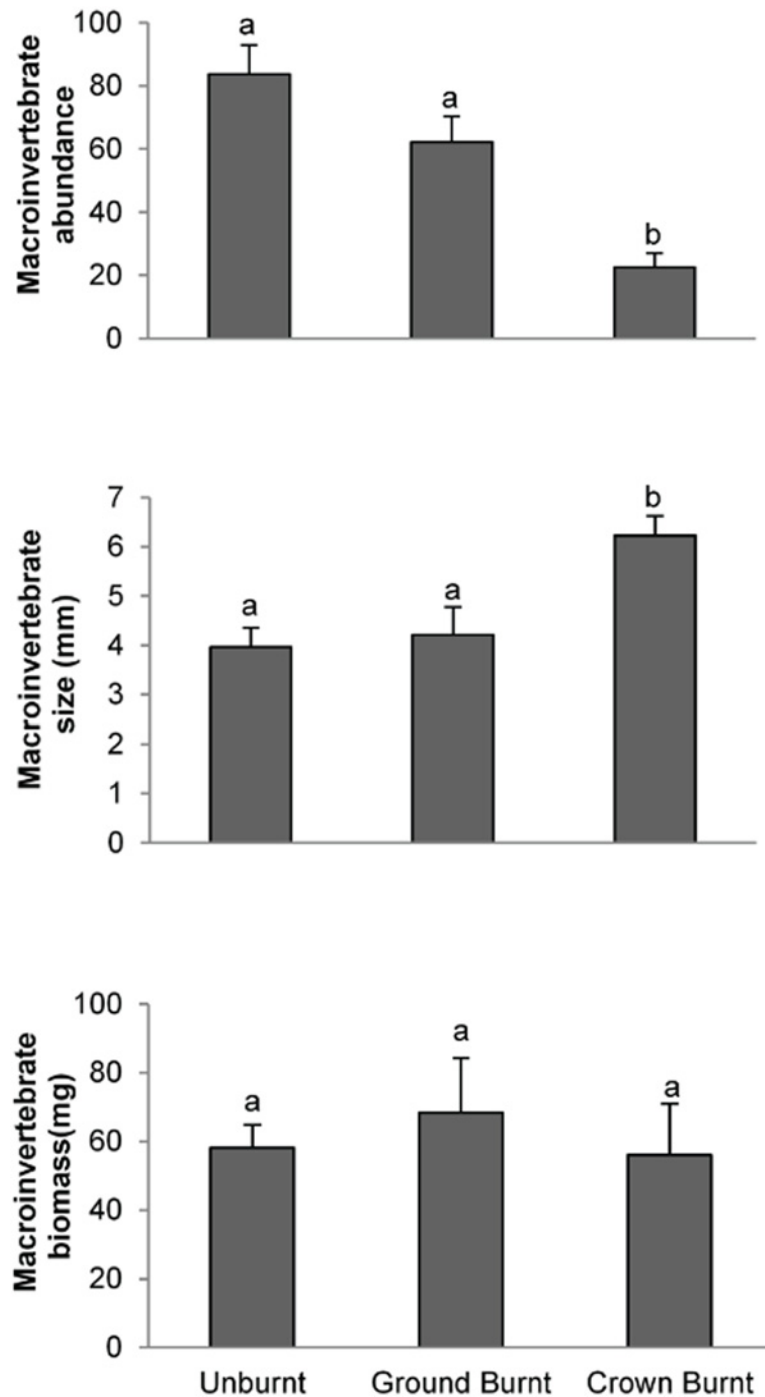 Macroinvertebrate
abundance
100
80
60
40
20
0
a
a
b
Macroinvertebrate
size (mm)
7
6
5
4
3
2
1
0
a
a
b
Macroinvertebrate
biomass(mg)
100
80
60
40
20
0
a
a
a
Unburnt Ground Burnt Crown Burnt